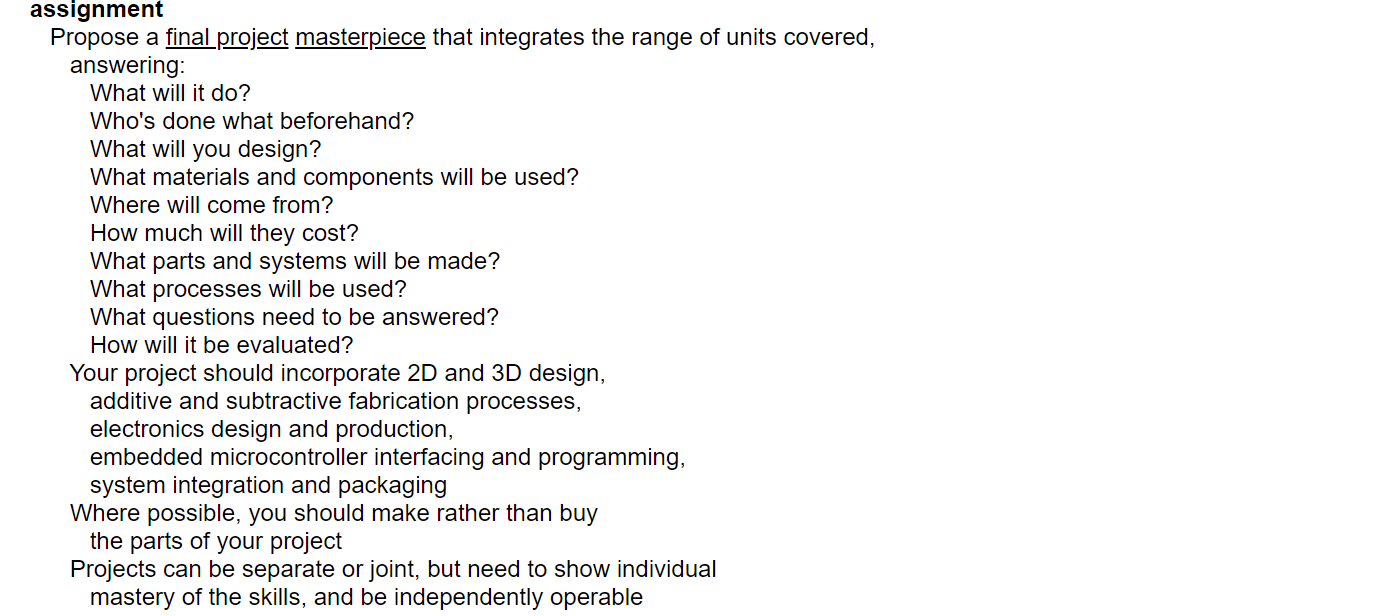 assignment
Propose a final project masterpiece that integrates the range of units covered,
answering:
What will it do?
Who's done what beforehand?
What will you design?
What materials and components will be used?
Where will come from?
How much will they cost?
What parts and systems will be made?
What processes will be used?
What questions need to be answered?
How will it be evaluated?
Your project should incorporate 2D and 3D design,
additive and subtractive fabrication processes,
electronics design and production,
embedded microcontroller interfacing and programming,
system integration and packaging
Where possible, you should make rather than buy
the parts of your project
Projects can be separate or joint, but need to show individual
mastery of the skills, and be independently operable